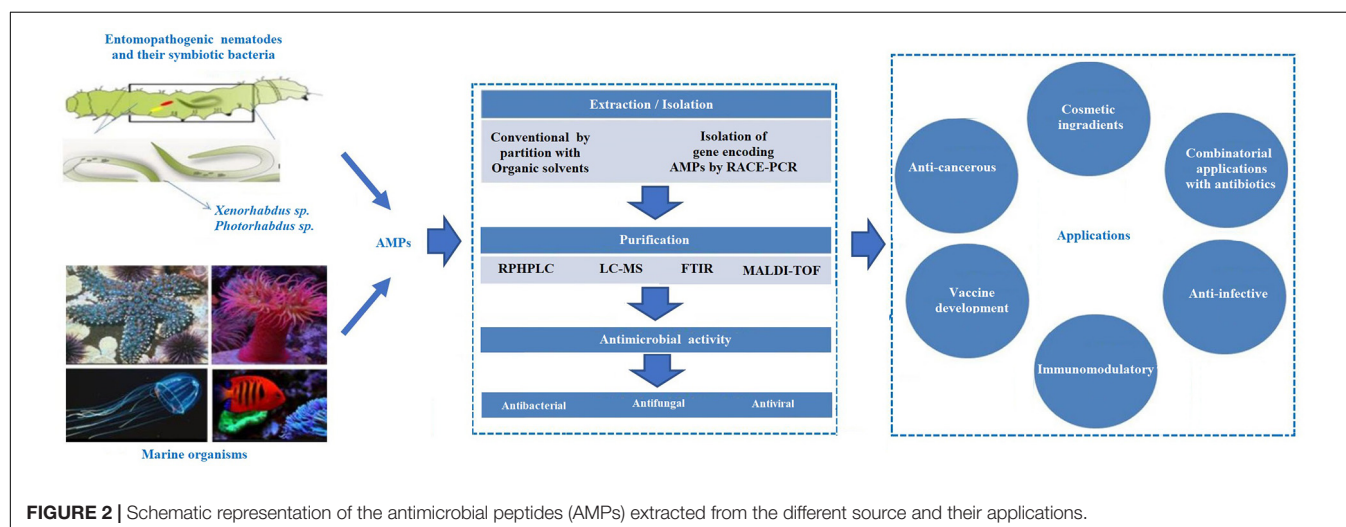 Entomopathogenic nematodes
and their symbiotic bacteria
Xenorhabdus sp.
Photorhabdus sp.
Marine organisms
AMPs
Extraction / Isolation
Conventional by
partition with
Organic solvents
Isolation of
gene encoding
AMPs by RACE-PCR
Purification
RPHPLC LC-MS FTIR MALDI-TOF
Antimicrobial activity
Antibacterial Antifungal Antiviral
Cosmetic
ingredients
Anti-cancerous
Combinatorial
applications
with antibiotics
Applications
Vaccine
development
Anti-infective
Immunomodulatory
FIGURE 2 | Schematic representation of the antimicrobial peptides (AMPs) extracted from the different source and their applications.